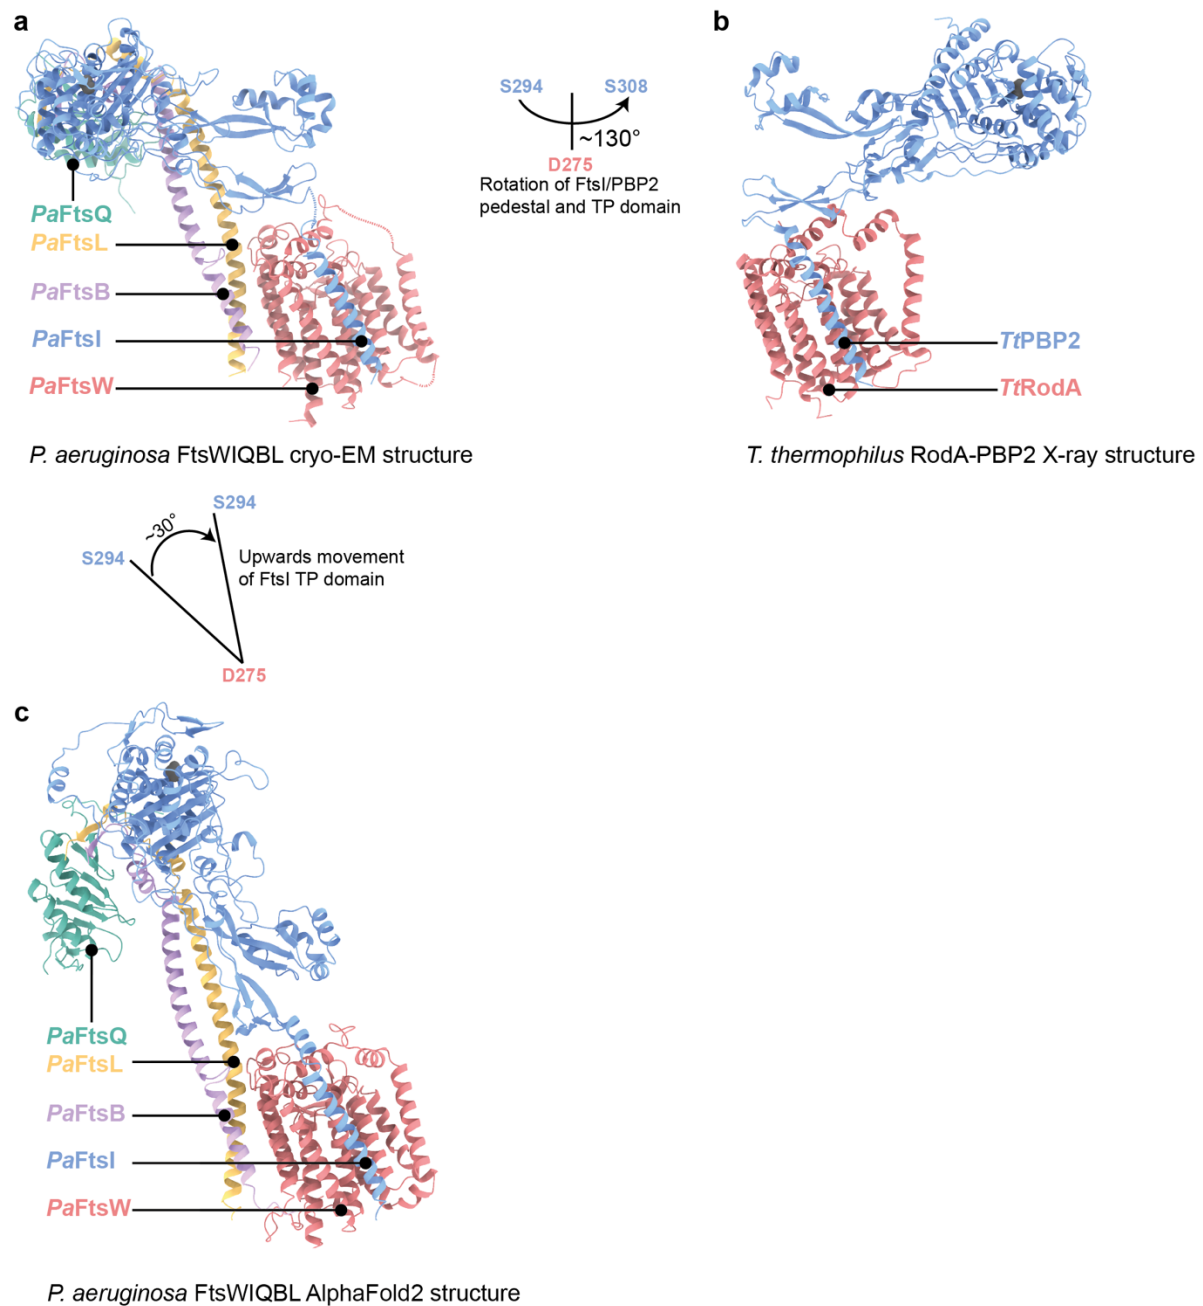 a
PaFtsQ
PaFtsL
PaFtsB
PaFtsI
PaFtsW
P. aeruginosa FtsWIQBL cryo-EM structure
S294 S308
~130°
D275
Rotation of FtsI/PBP2
pedestal and TP domain
b
TtPBP2
TtRodA
T. thermophilus RodA-PBP2 X-ray structure
S294
~30°
S294
Upwards movement
of FtsI TP domain
D275
c
PaFtsQ
PaFtsL
PaFtsB
PaFtsI
PaFtsW
P. aeruginosa FtsWIQBL AlphaFold2 structure